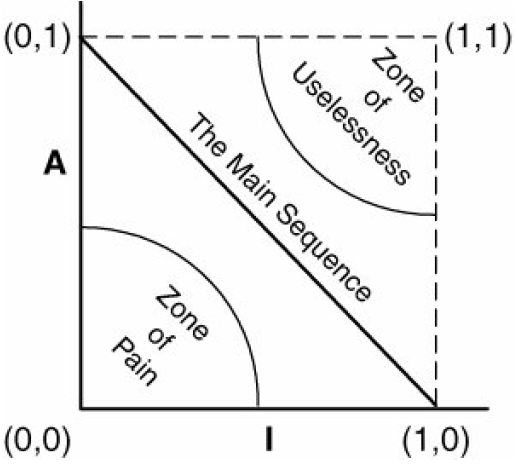 (0,1)
(1,1)
Zone
of
Uselessness
A
The Main Sequence
Zone
of
Pain
(0,0)
I
(1,0)